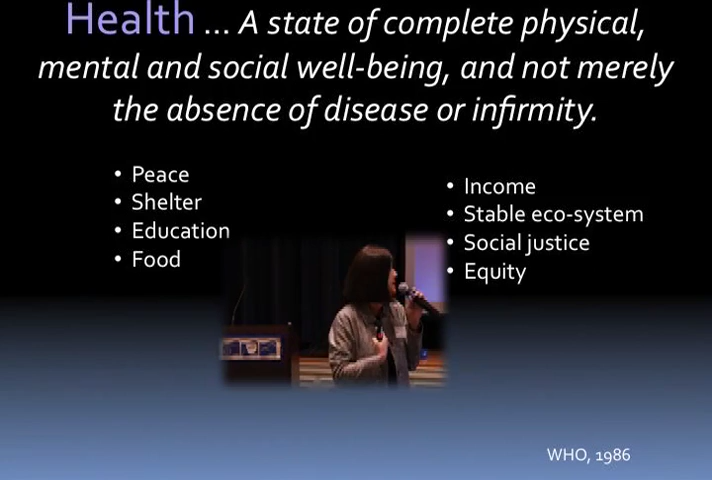 Health ... A state of complete physical,
mental and social well-being, and not merely
the absence of disease or infirmity.
• Peace
• Shelter
• Education
• Food
• Income
• Stable eco-system
• Social justice
• Equity
WHO, 1986